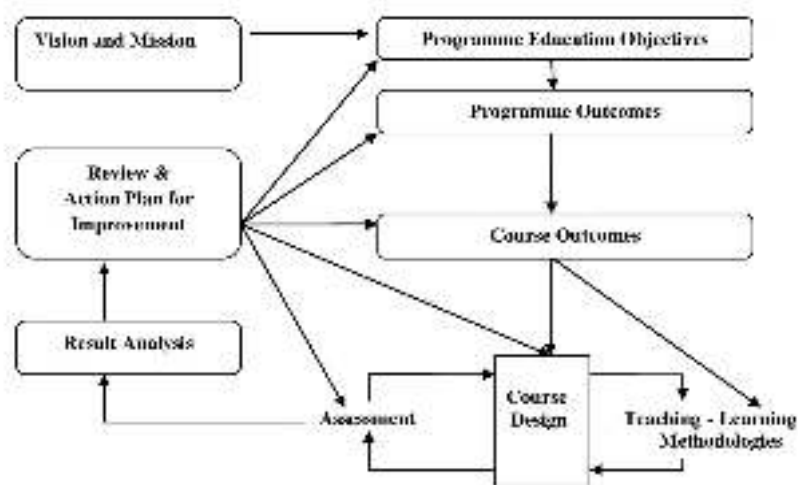 Vision and Mission
Programme Education Objectives
Programme Outcomes
Review &
Action Plan for
Improvement
Course Outcomes
Result Analysis
Assessment
Course
Design
Teaching - Learning
Methodologies